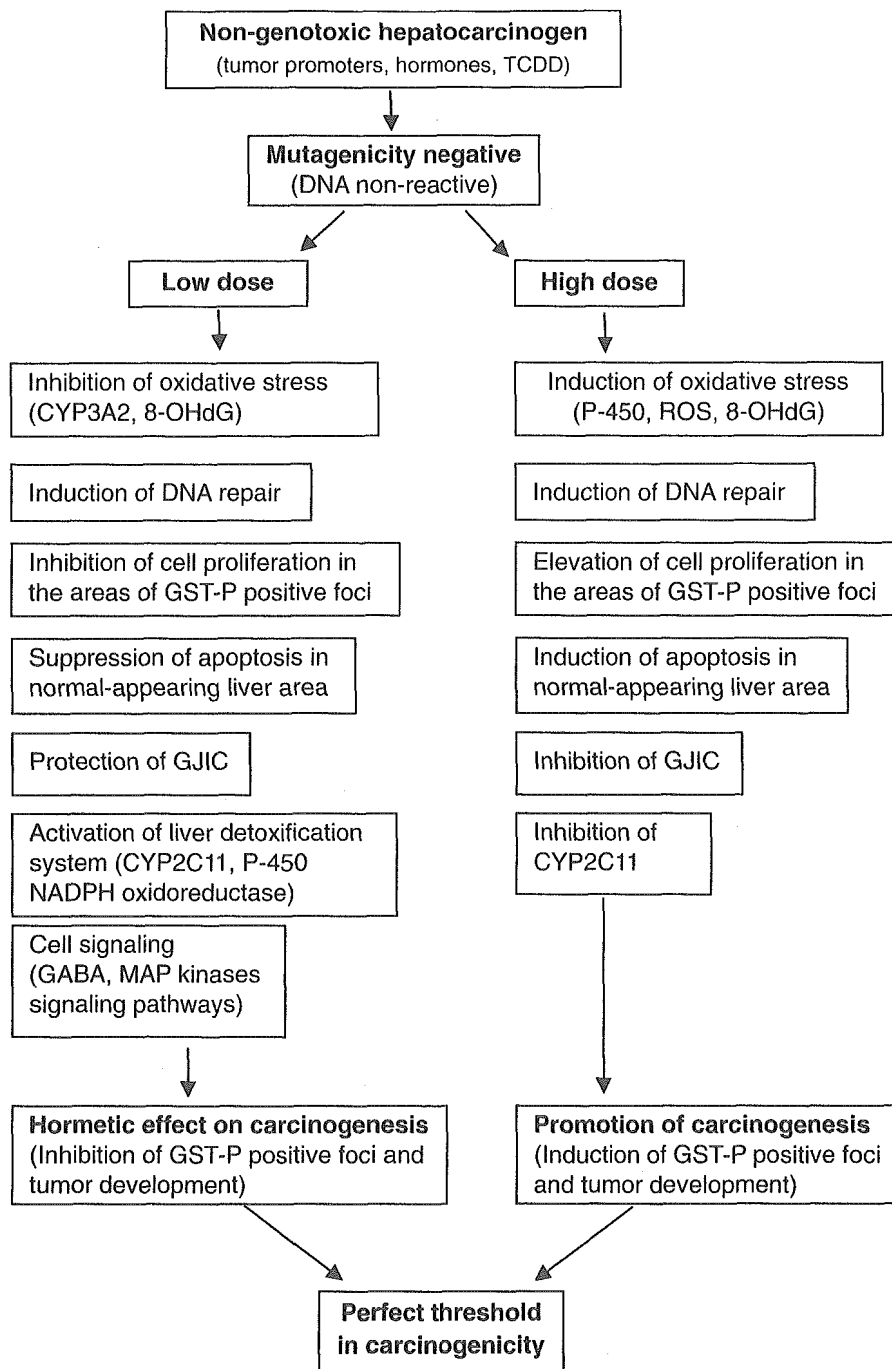 Non-genotoxic hepatocarcinogen
(tumor promoters, hormones, TCDD)
Mutagenicity negative
(DNA non-reactive)
Low dose
High dose
Inhibition of oxidative stress
(CYP3A2, 8-OHdG)
Induction of oxidative stress
(P-450, ROS, 8-OHdG)
Induction of DNA repair
Induction of DNA repair
Inhibition of cell proliferation in
the areas of GST-P positive foci
Elevation of cell proliferation in
the areas of GST-P positive foci
Suppression of apoptosis in
normal-appearing liver area
Induction of apoptosis in
normal-appearing liver area
Protection of GJIC
Inhibition of GJIC
Activation of liver detoxification
system (CYP2C11, P-450
NADPH oxidoreductase)
Inhibition of
CYP2C11
Cell signaling
(GABA, MAP kinases
signaling pathways)
Hormetic effect on carcinogenesis
(Inhibition of GST-P positive foci and
tumor development)
Promotion of carcinogenesis
(Induction of GST-P positive foci
and tumor development)
Perfect threshold
in carcinogenicity